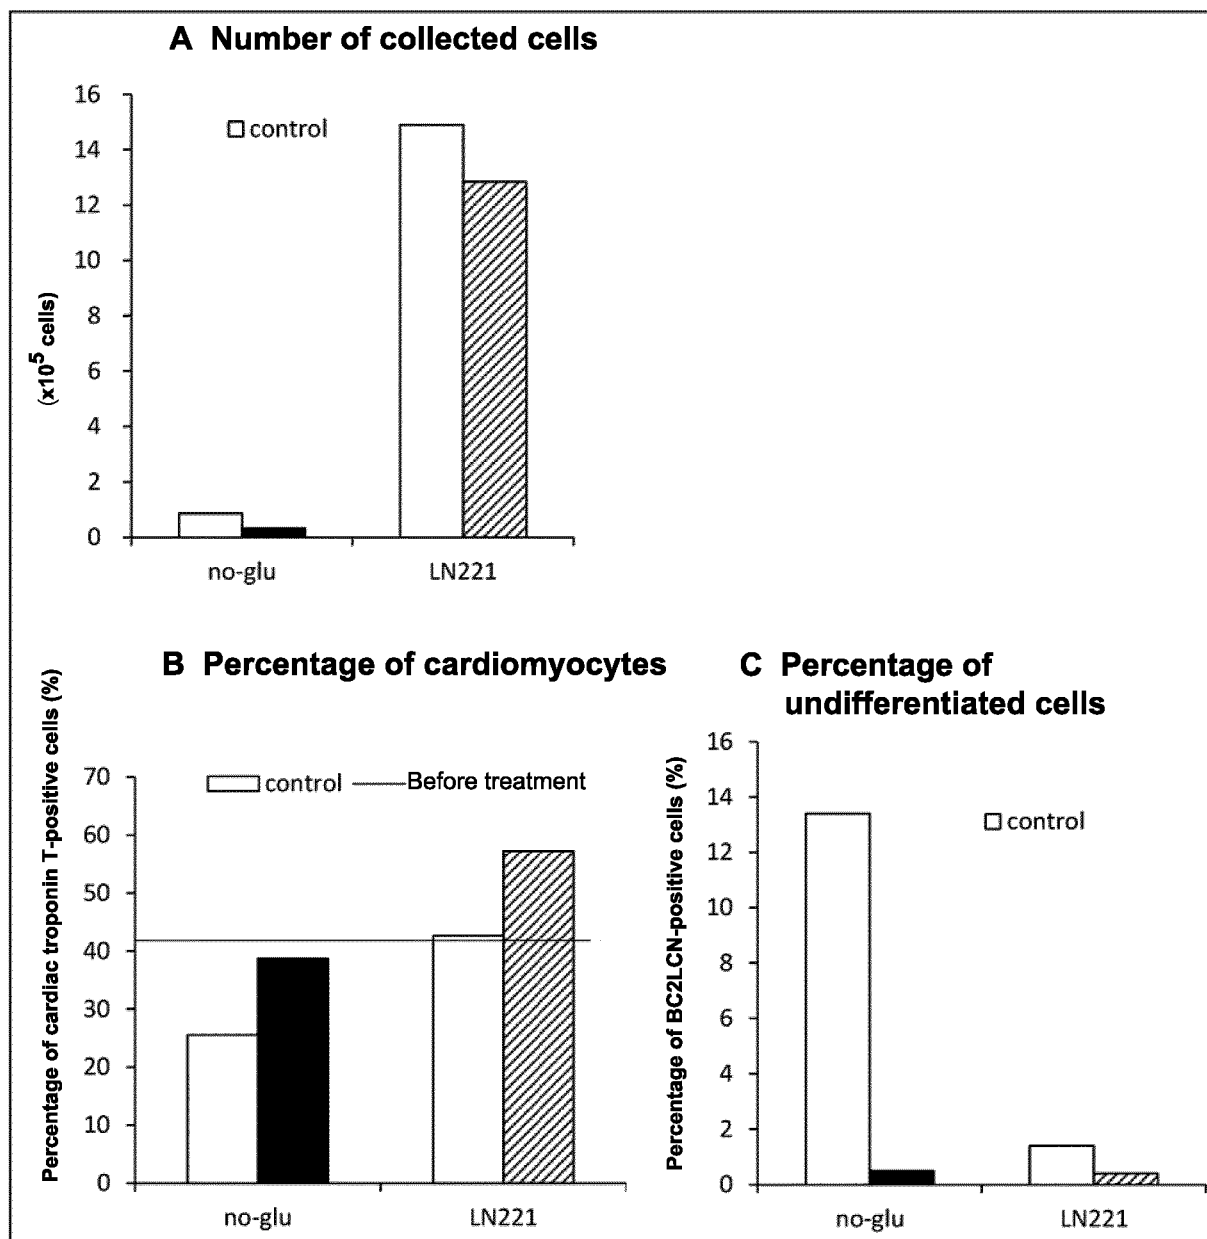 A Number of collected cells
(x10⁵ cells)
16
14
12
10
8
6
4
2
0
control
no-glu
LN221
B Percentage of cardiomyocytes
Percentage of cardiac troponin T-positive cells (%)
70
60
50
40
30
20
10
0
control
Before treatment
no-glu
LN221
C Percentage of
undifferentiated cells
Percentage of BC2LCN-positive cells (%)
16
14
12
10
8
6
4
2
0
control
no-glu
LN221